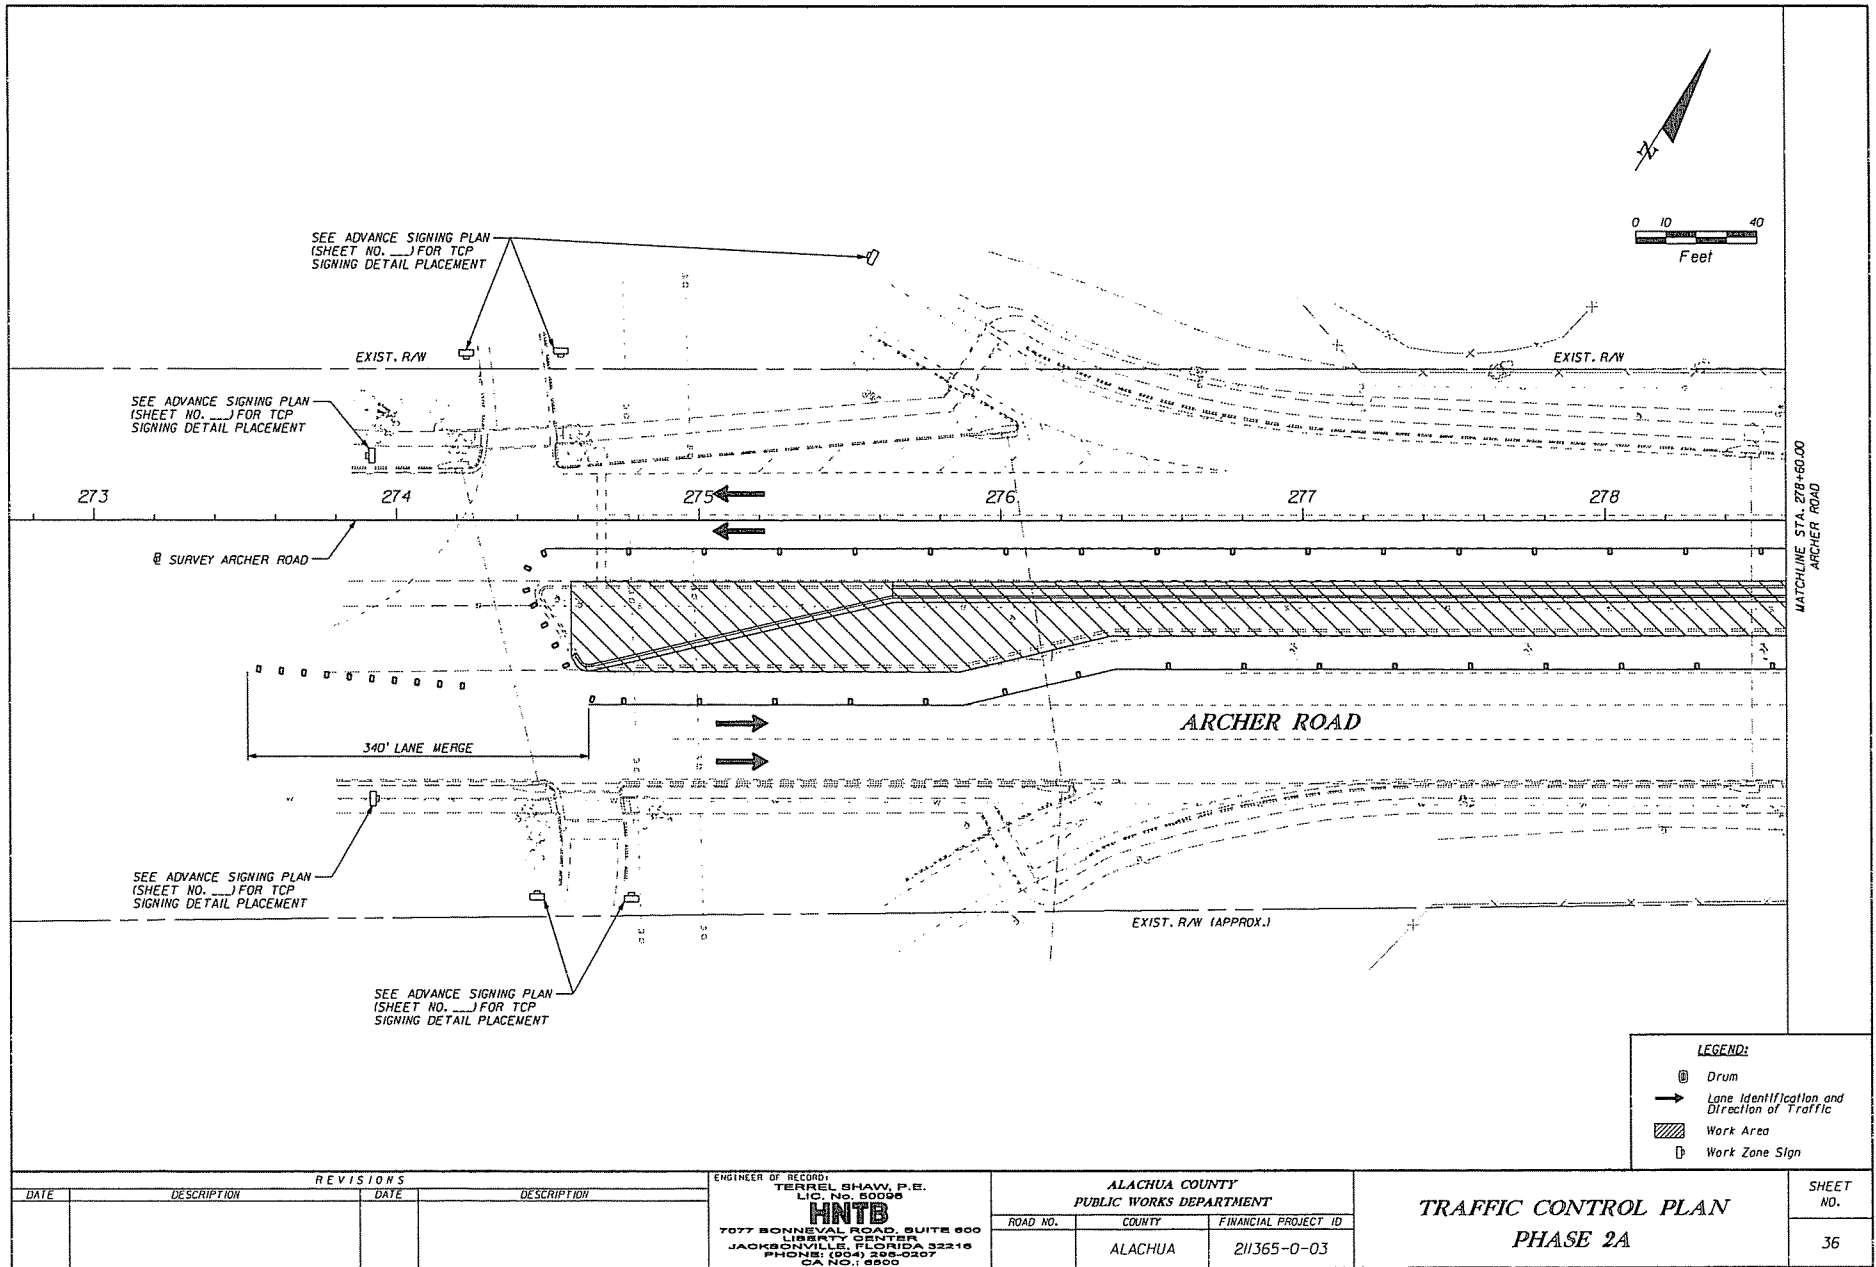 0 10 40
Feet
SEE ADVANCE SIGNING PLAN
(SHEET NO. ___) FOR TCP
SIGNING DETAIL PLACEMENT
EXIST. R/W
EXIST. R/W
SEE ADVANCE SIGNING PLAN
(SHEET NO. ___) FOR TCP
SIGNING DETAIL PLACEMENT
MATCHLINE STA. 278+60.00
ARCHER ROAD
273 274 275 276 277 278
SURVEY ARCHER ROAD
ARCHER ROAD
340' LANE MERGE
SEE ADVANCE SIGNING PLAN
(SHEET NO. ___) FOR TCP
SIGNING DETAIL PLACEMENT
EXIST. R/W (APPROX.)
SEE ADVANCE SIGNING PLAN
(SHEET NO. ___) FOR TCP
SIGNING DETAIL PLACEMENT
LEGEND:
Drum
Lane Identification and
Direction of Traffic
Work Area
Work Zone Sign
REVISIONS
DATE DESCRIPTION DATE DESCRIPTION
ENGINEER OF RECORD:
TERREL SHAW, P.E.
LIC. No. 50096
HNTB
7077 BONNEVAL ROAD, SUITE 600
LIBERTY CENTER
JACKSONVILLE, FLORIDA 32216
PHONE: (904) 296-0207
CA NO.: 6500
ALACHUA COUNTY
PUBLIC WORKS DEPARTMENT
ROAD NO. COUNTY FINANCIAL PROJECT ID
ALACHUA 211365-0-03
TRAFFIC CONTROL PLAN
PHASE 2A
SHEET
NO.
36